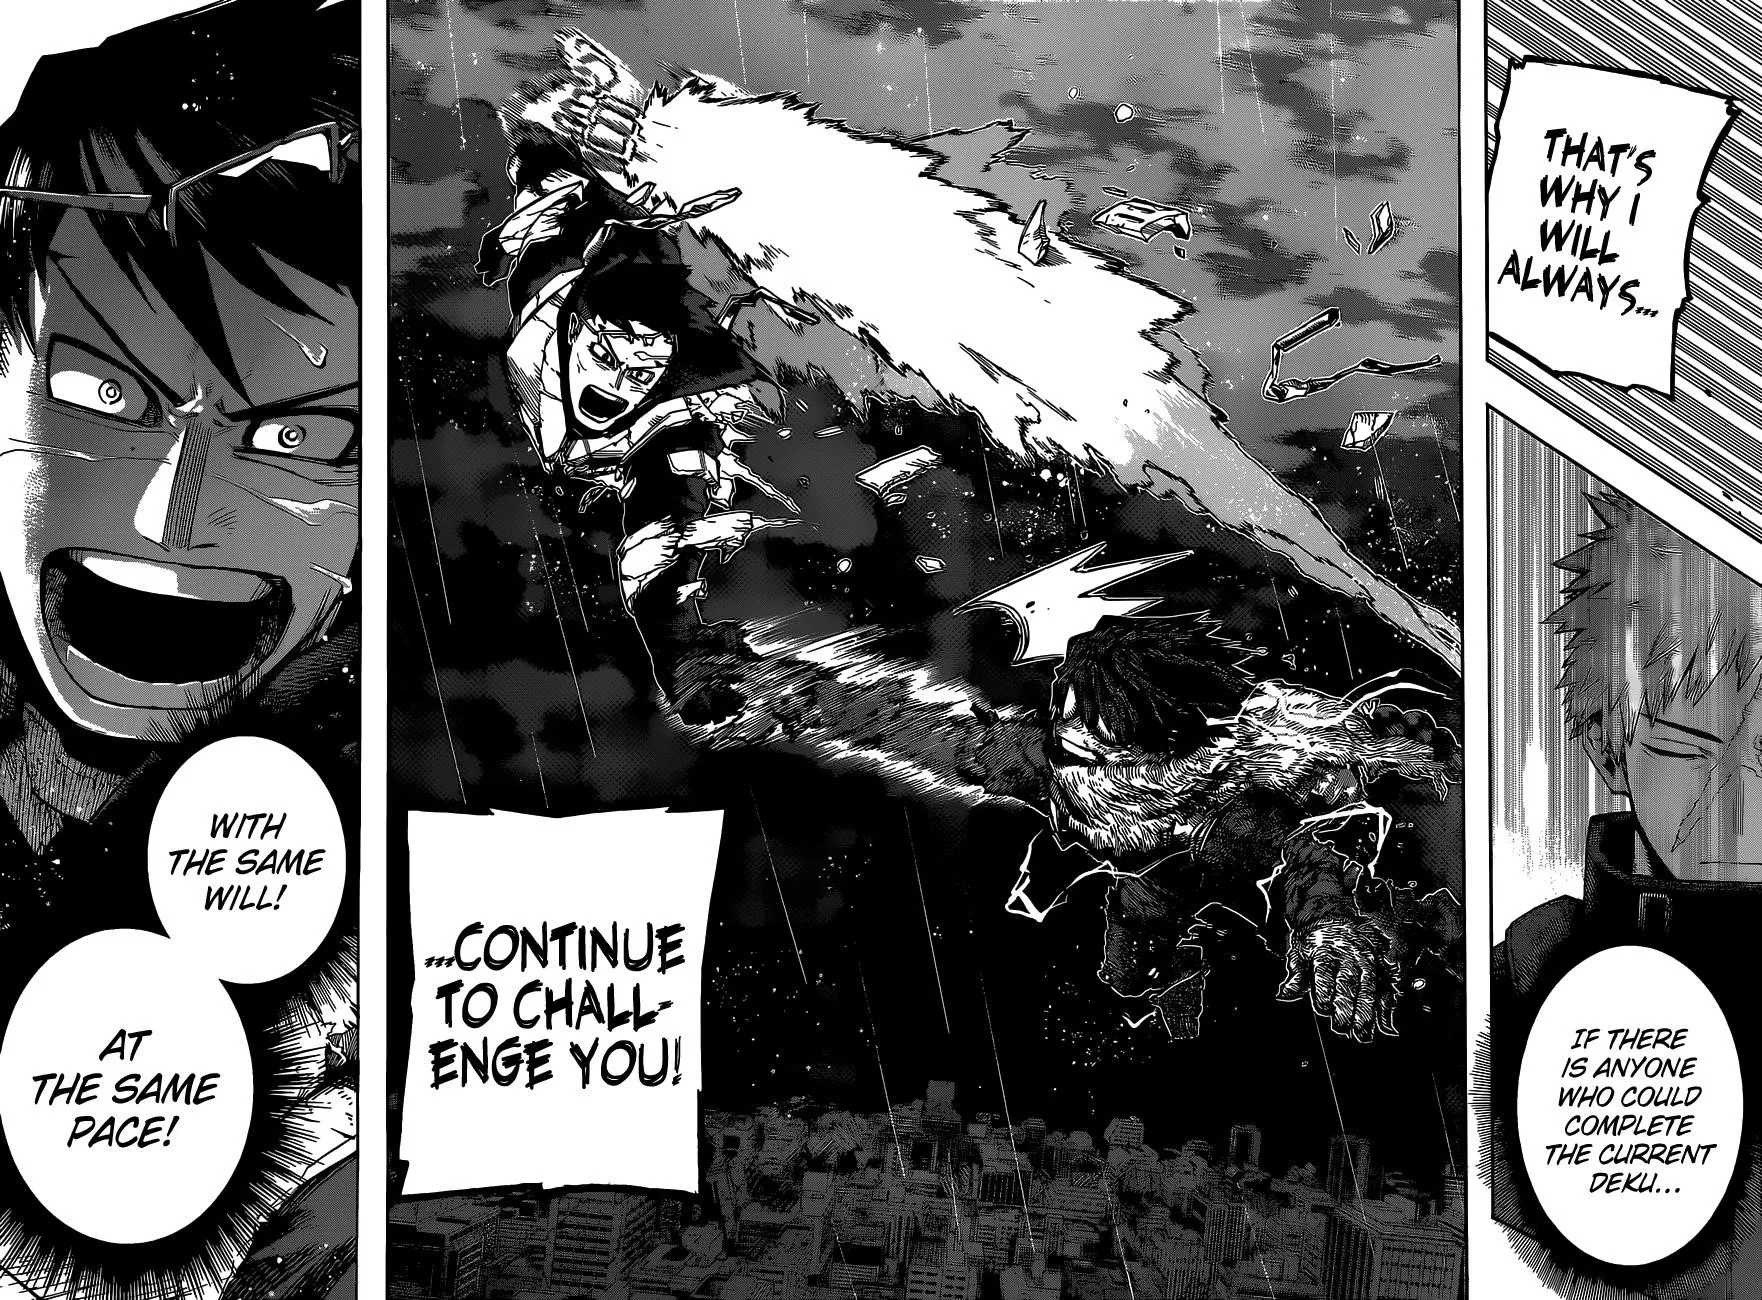 THAT'S
WHY I
WILL
ALWAYS...
IF THERE
IS ANYONE
WHO COULD
COMPLETE
THE CURRENT
DEKU...
...CONTINUE
TO CHALL-
ENGE YOU!
WITH
THE SAME
WILL!
AT
THE SAME
PACE!